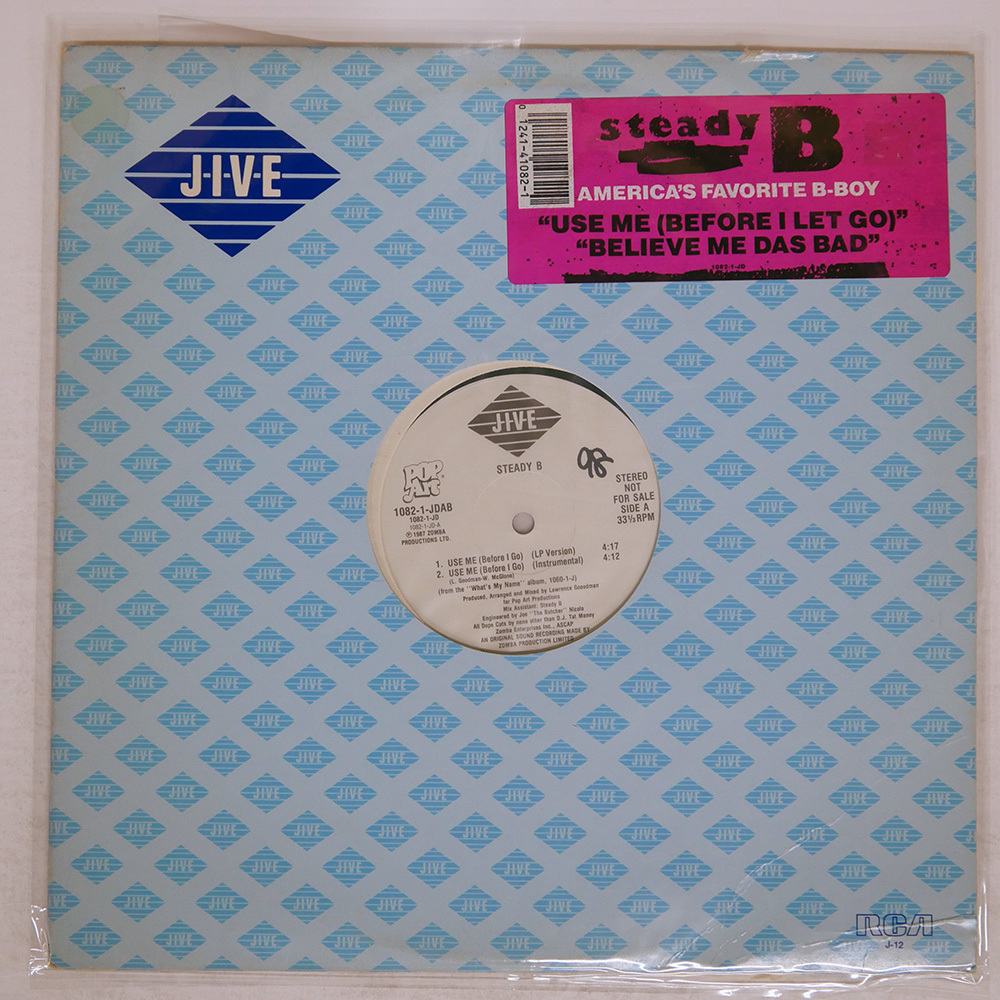 J-I-V-E
0 1241-41082-1
steady B
AMERICA'S FAVORITE B-BOY
"USE ME (BEFORE I LET GO)"
"BELIEVE ME DAS BAD"
1082-1-JD
J-I-V-E
STEADY B
98
POP
Art
STEREO
NOT
FOR SALE
SIDE A
33⅓ RPM
1082-1-JDAB
1082-1-JD
1082-1-JD-A
℗ 1987 ZOMBA
PRODUCTIONS LTD.
1. USE ME (Before I Go) (LP Version) 4:17
2. USE ME (Before I Go) (Instrumental) 4:12
(L. Goodman-W. McGlone)
(from the "What's My Name" album, 1060-1-J)
Produced, Arranged and Mixed by Lawrence Goodman
for Pop Art Productions
Mix Assistant: Steady B
Engineered by Joe "The Butcher" Nicolo
All Dope Cuts by none other than D.J. Tat Money
Zomba Enterprises Inc., ASCAP
AN ORIGINAL SOUND RECORDING MADE BY
ZOMBA PRODUCTION LIMITED
RCA
J-12